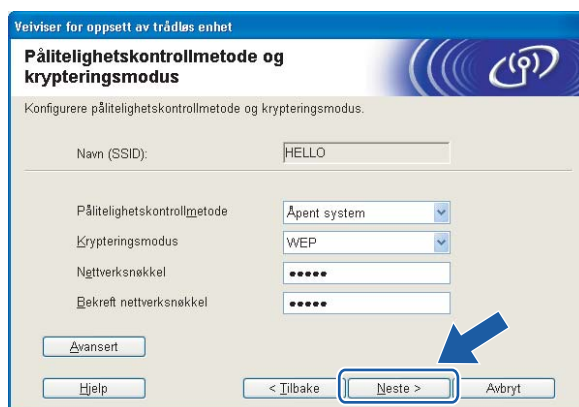 Veiviser for oppsett av trådløs enhet
Pålitelighetskontrollmetode og
krypteringsmodus
Konfigurere pålitelighetskontrollmetode og krypteringsmodus.
Navn (SSID): HELLO
Pålitelighetskontrollmetode Åpent system
Krypteringsmodus WEP
Nettverksnøkkel •••••
Bekreft nettverksnøkkel •••••
Avansert
Hjelp < Tilbake Neste > Avbryt